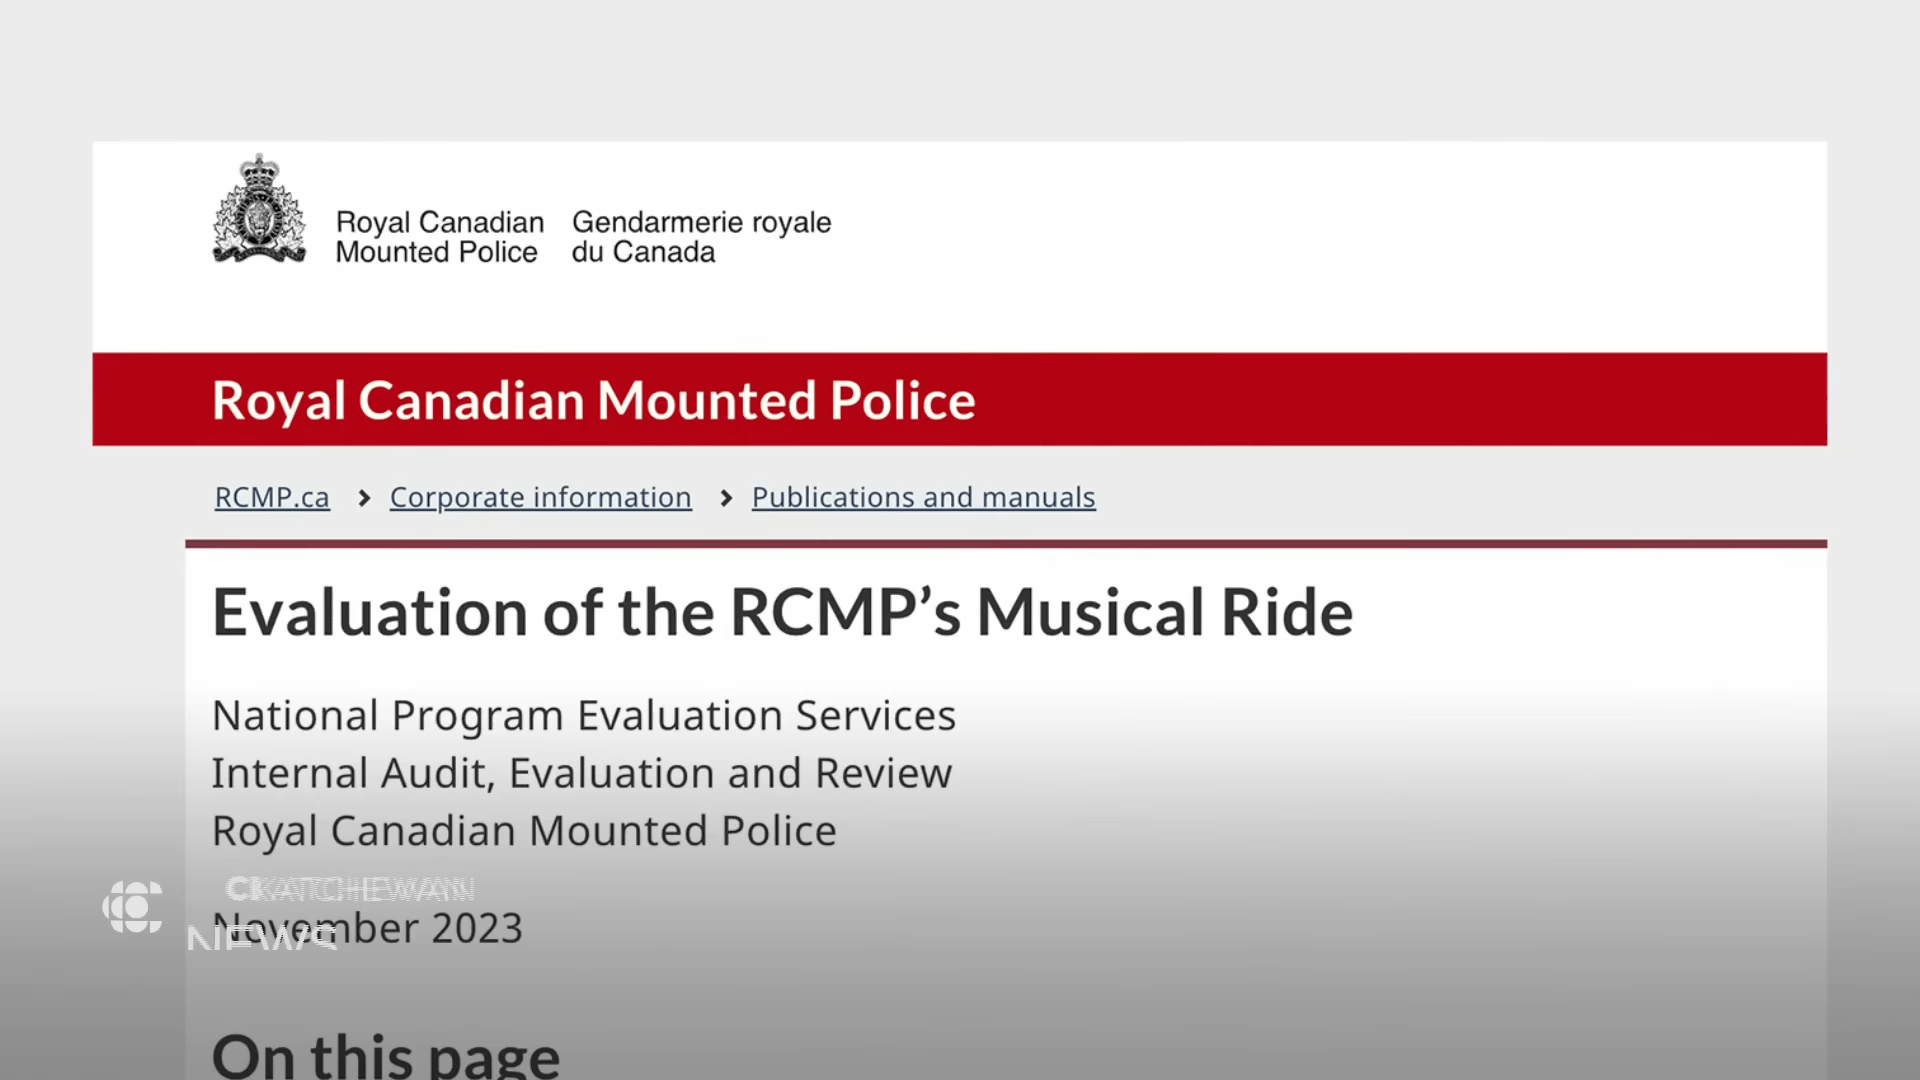 Royal Canadian
Mounted Police
Gendarmerie royale
du Canada
Royal Canadian Mounted Police
RCMP.ca > Corporate information > Publications and manuals
Evaluation of the RCMP’s Musical Ride
National Program Evaluation Services
Internal Audit, Evaluation and Review
Royal Canadian Mounted Police
November 2023
NEWS
On this page